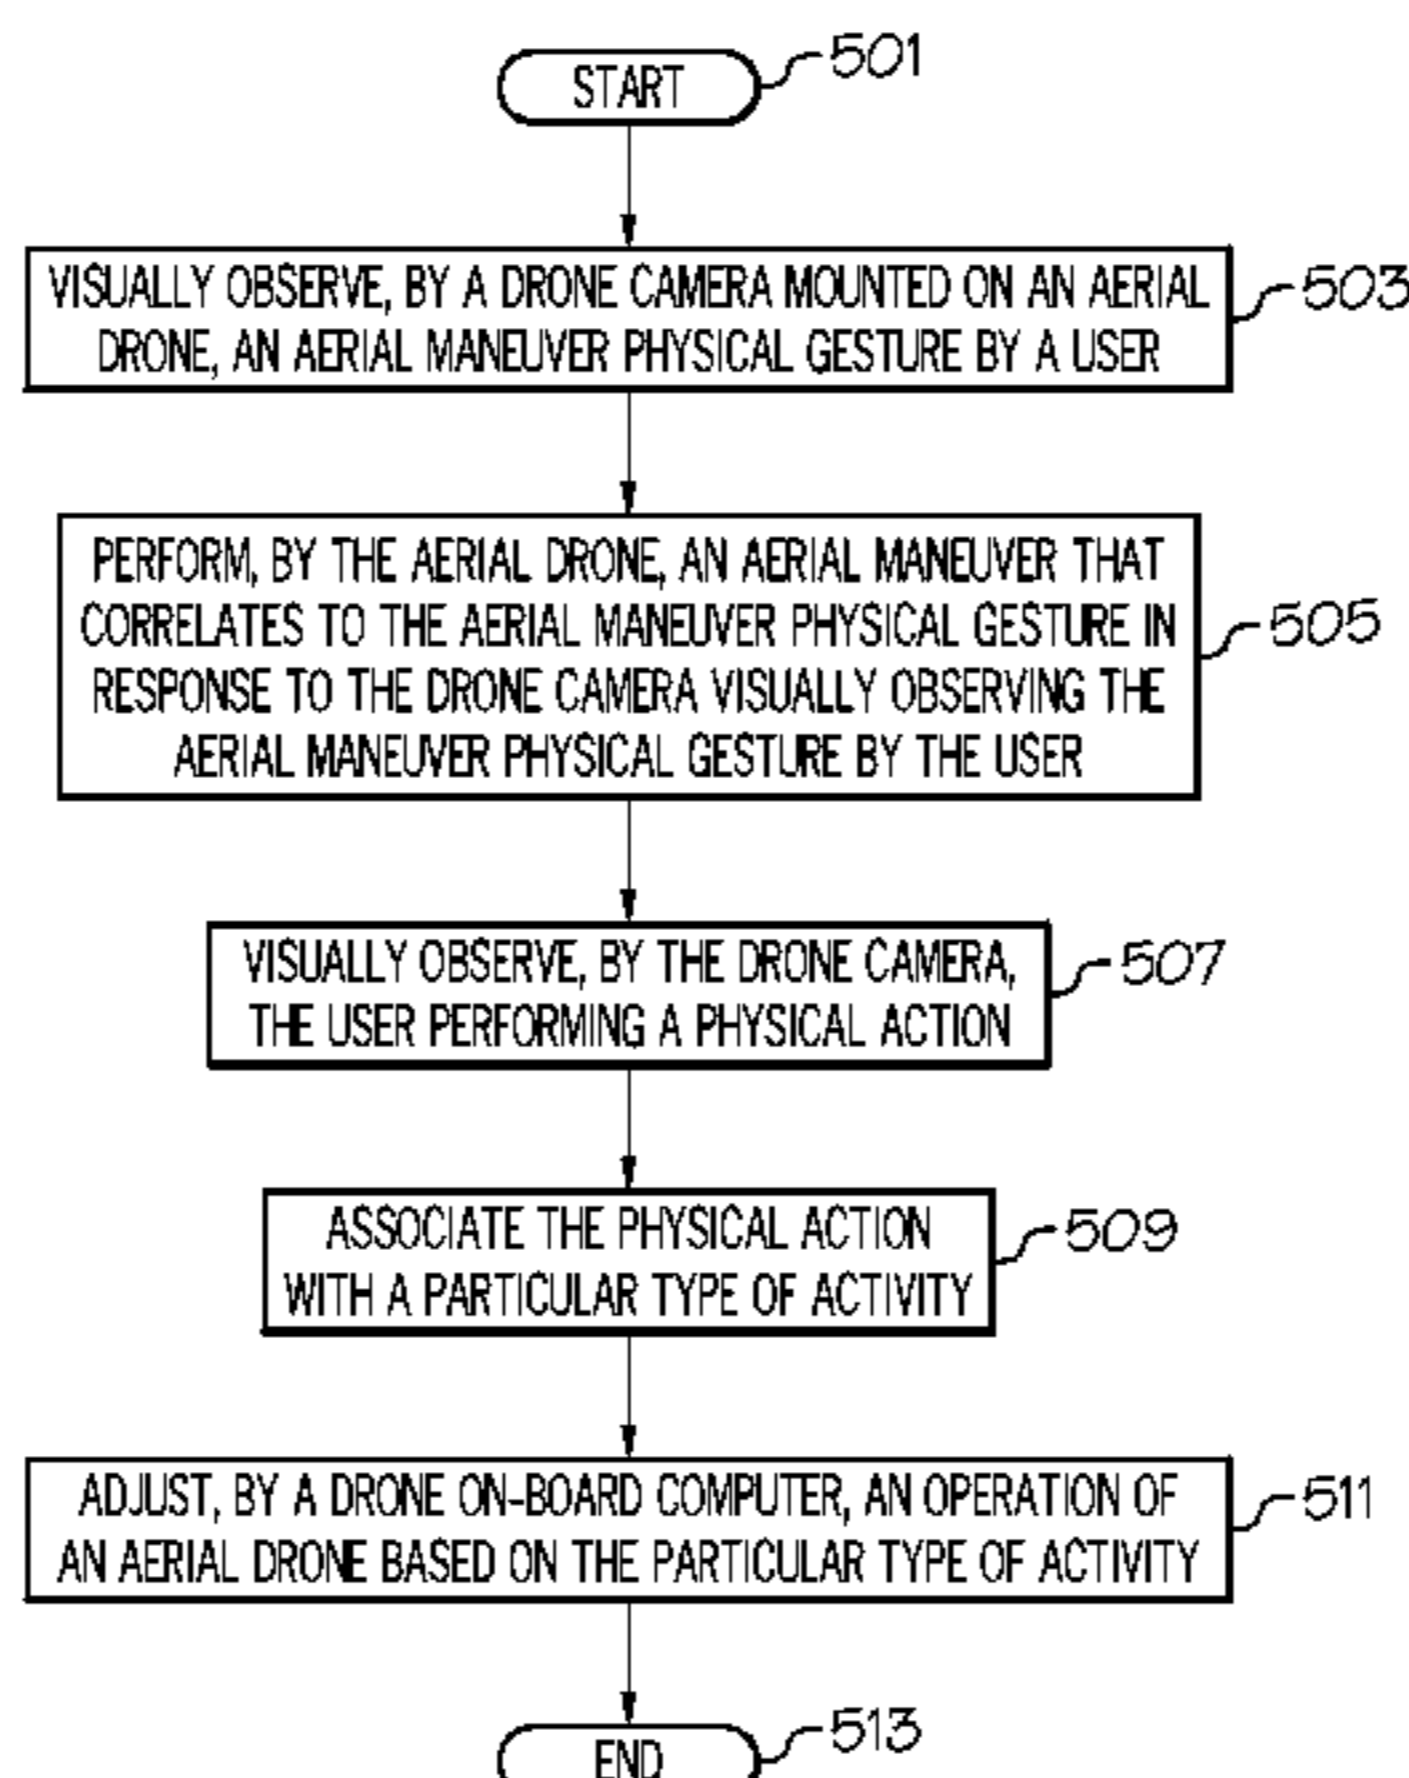 START
501
VISUALLY OBSERVE, BY A DRONE CAMERA MOUNTED ON AN AERIAL
DRONE, AN AERIAL MANEUVER PHYSICAL GESTURE BY A USER
503
PERFORM, BY THE AERIAL DRONE, AN AERIAL MANEUVER THAT
CORRELATES TO THE AERIAL MANEUVER PHYSICAL GESTURE IN
RESPONSE TO THE DRONE CAMERA VISUALLY OBSERVING THE
AERIAL MANEUVER PHYSICAL GESTURE BY THE USER
505
VISUALLY OBSERVE, BY THE DRONE CAMERA,
THE USER PERFORMING A PHYSICAL ACTION
507
ASSOCIATE THE PHYSICAL ACTION
WITH A PARTICULAR TYPE OF ACTIVITY
509
ADJUST, BY A DRONE ON-BOARD COMPUTER, AN OPERATION OF
AN AERIAL DRONE BASED ON THE PARTICULAR TYPE OF ACTIVITY
511
END
513